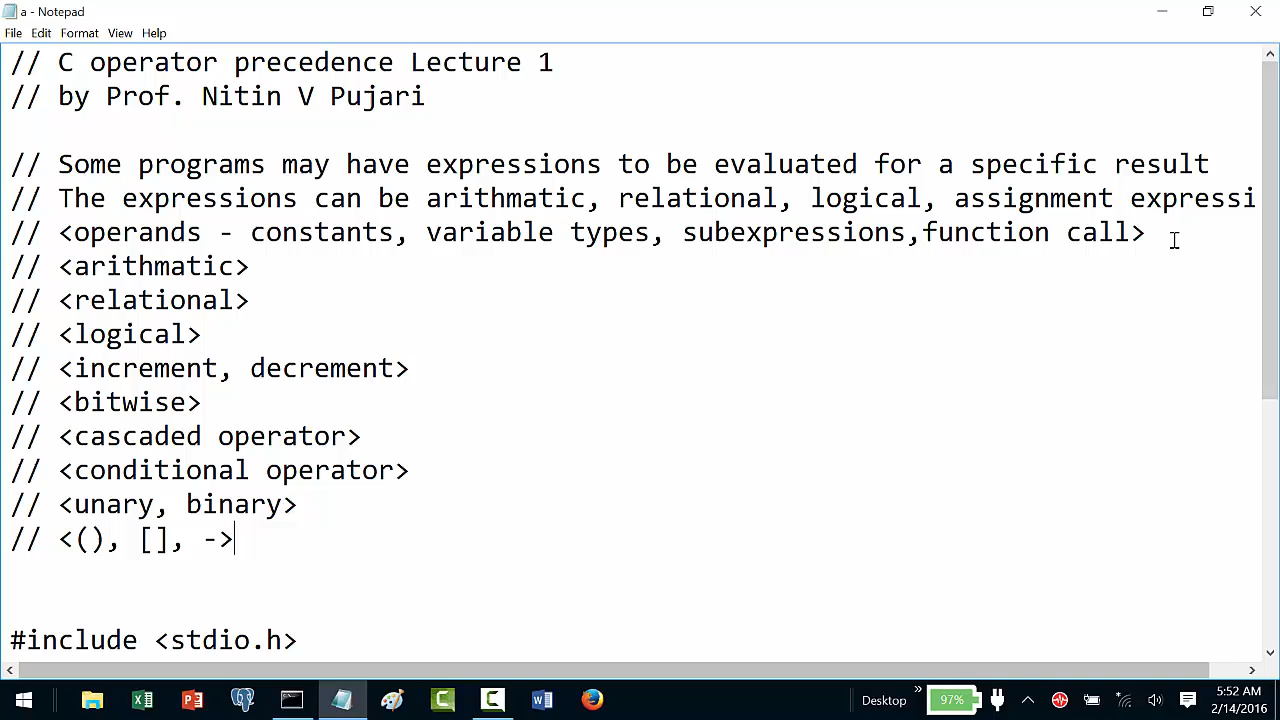 a - Notepad
File Edit Format View Help
// C operator precedence Lecture 1
// by Prof. Nitin V Pujari
// Some programs may have expressions to be evaluated for a specific result
// The expressions can be arithmatic, relational, logical, assignment expressi
// <operands - constants, variable types, subexpressions,function call>
// <arithmatic>
// <relational>
// <logical>
// <increment, decrement>
// <bitwise>
// <cascaded operator>
// <conditional operator>
// <unary, binary>
// <(), [], ->
#include <stdio.h>
Desktop » 97% 5:52 AM
2/14/2016